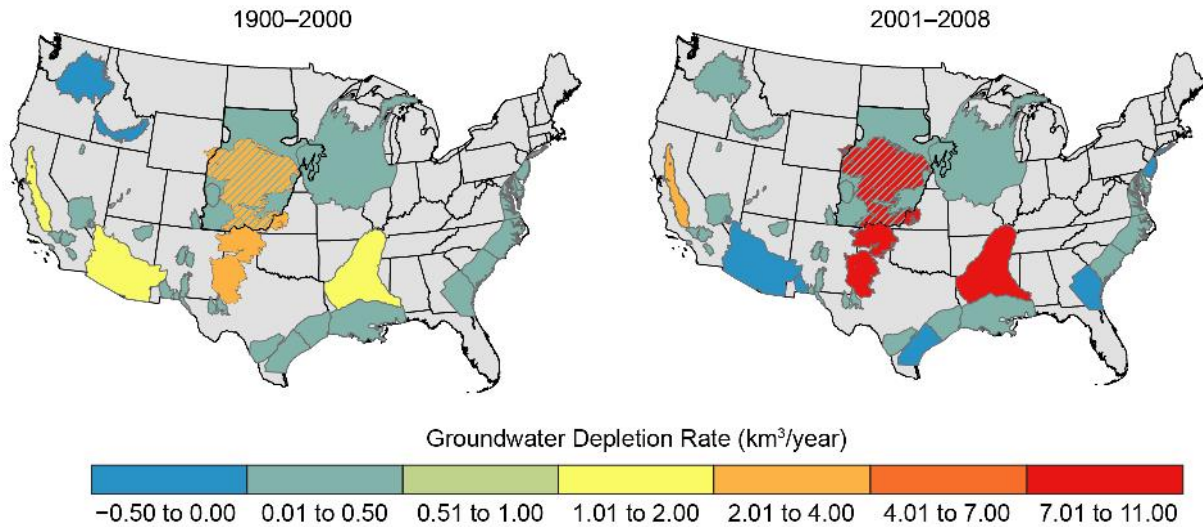 1900–2000
2001–2008
Groundwater Depletion Rate (km³/year)
−0.50 to 0.00
0.01 to 0.50
0.51 to 1.00
1.01 to 2.00
2.01 to 4.00
4.01 to 7.00
7.01 to 11.00